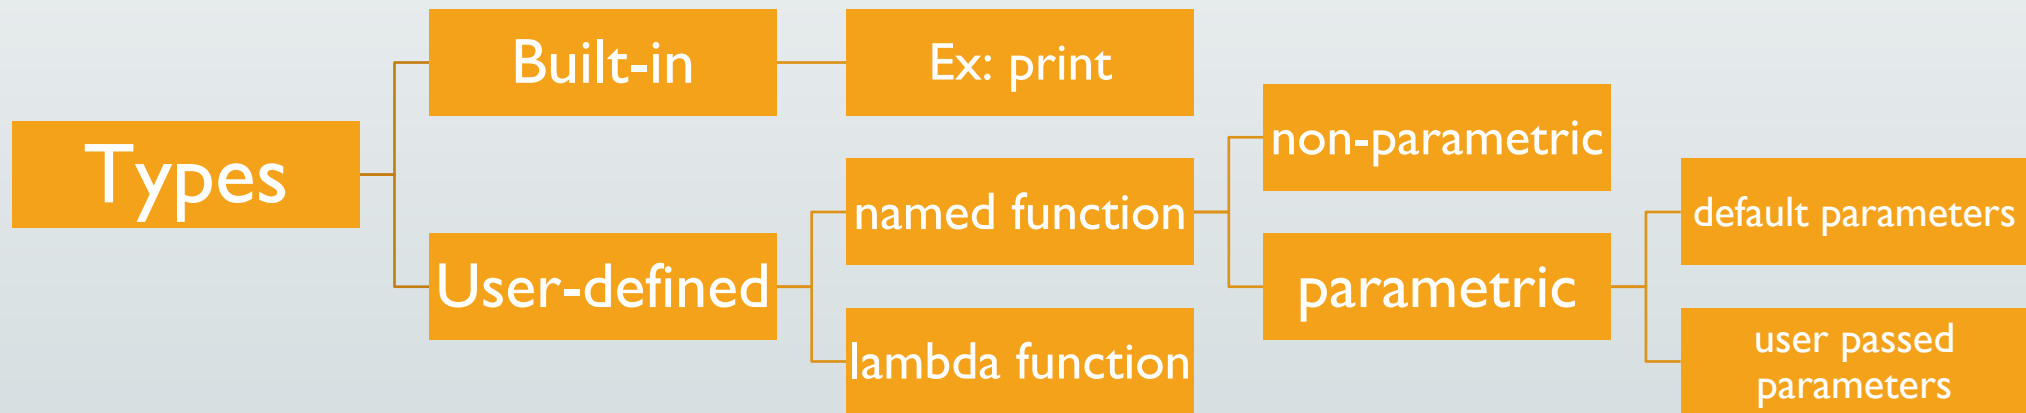 Types
Built-in
Ex: print
User-defined
named function
non-parametric
parametric
default parameters
user passed
parameters
lambda function